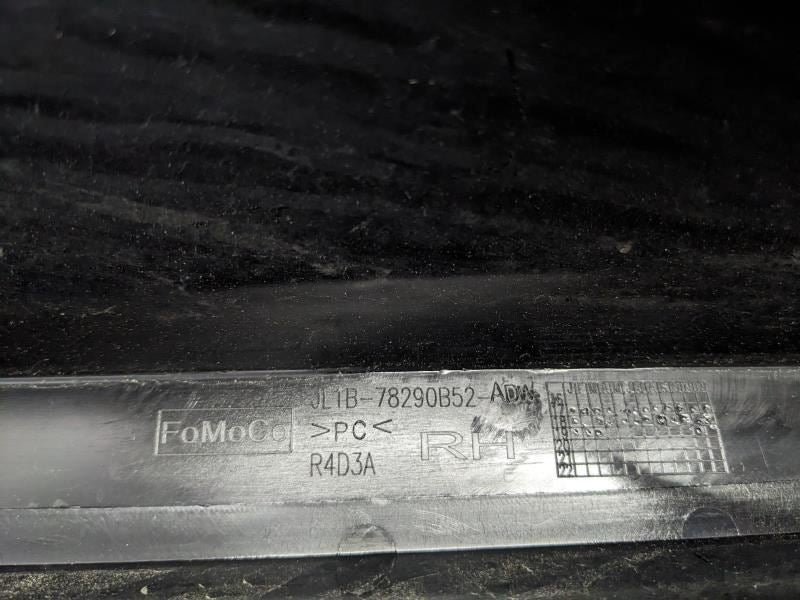 JL1B-78290B52-ADW
FoMoCo
>PC<
RH
R4D3A